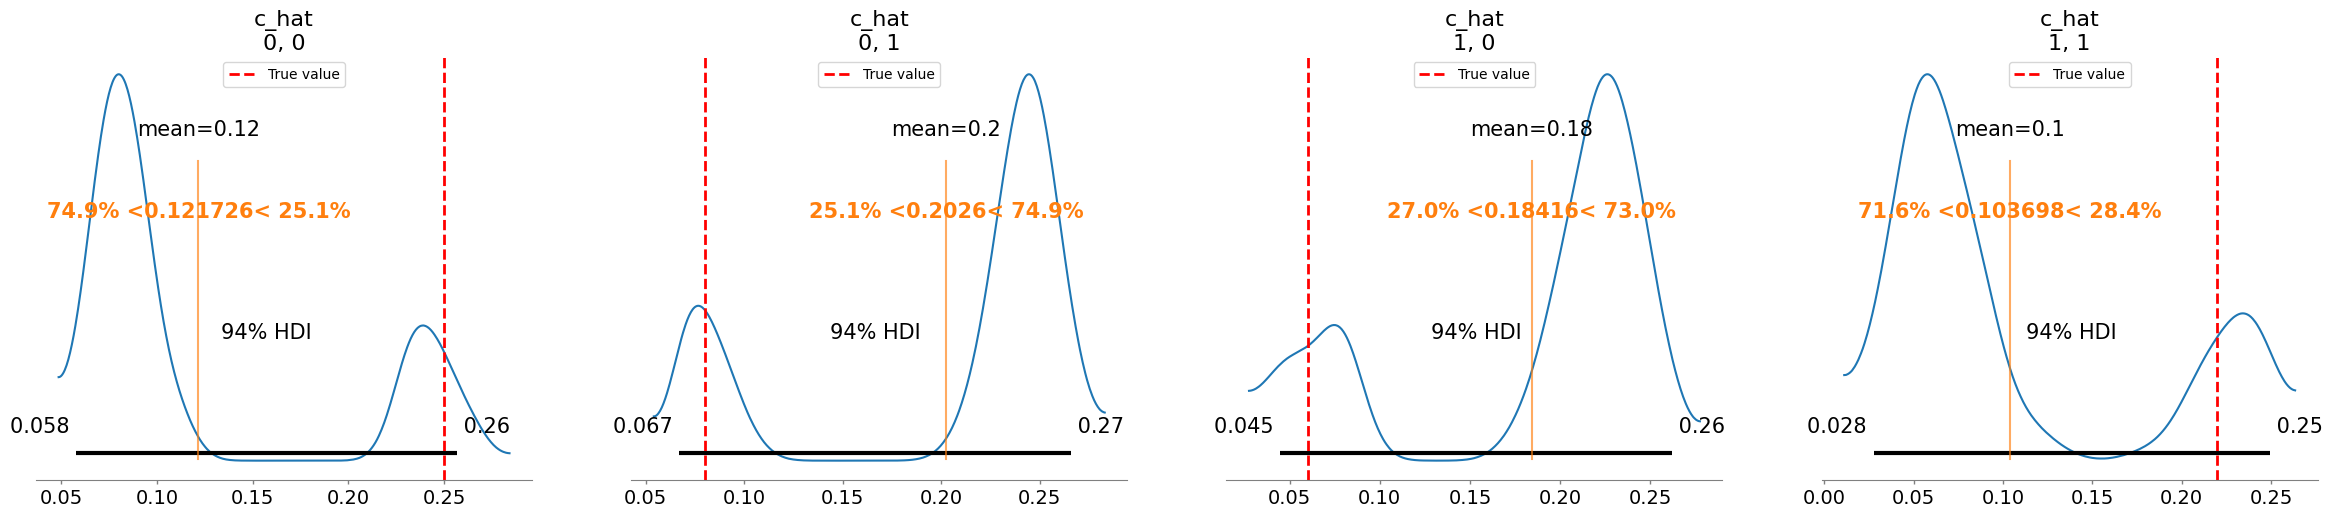 c_hat
0, 0
True value
mean=0.12
74.9% <0.121726< 25.1%
94% HDI
0.058
0.26
0.05 0.10 0.15 0.20 0.25
c_hat
0, 1
True value
mean=0.2
25.1% <0.2026< 74.9%
94% HDI
0.067
0.27
0.05 0.10 0.15 0.20 0.25
c_hat
1, 0
True value
mean=0.18
27.0% <0.18416< 73.0%
94% HDI
0.045
0.26
0.05 0.10 0.15 0.20 0.25
c_hat
1, 1
True value
mean=0.1
71.6% <0.103698< 28.4%
94% HDI
0.028
0.25
0.00 0.05 0.10 0.15 0.20 0.25